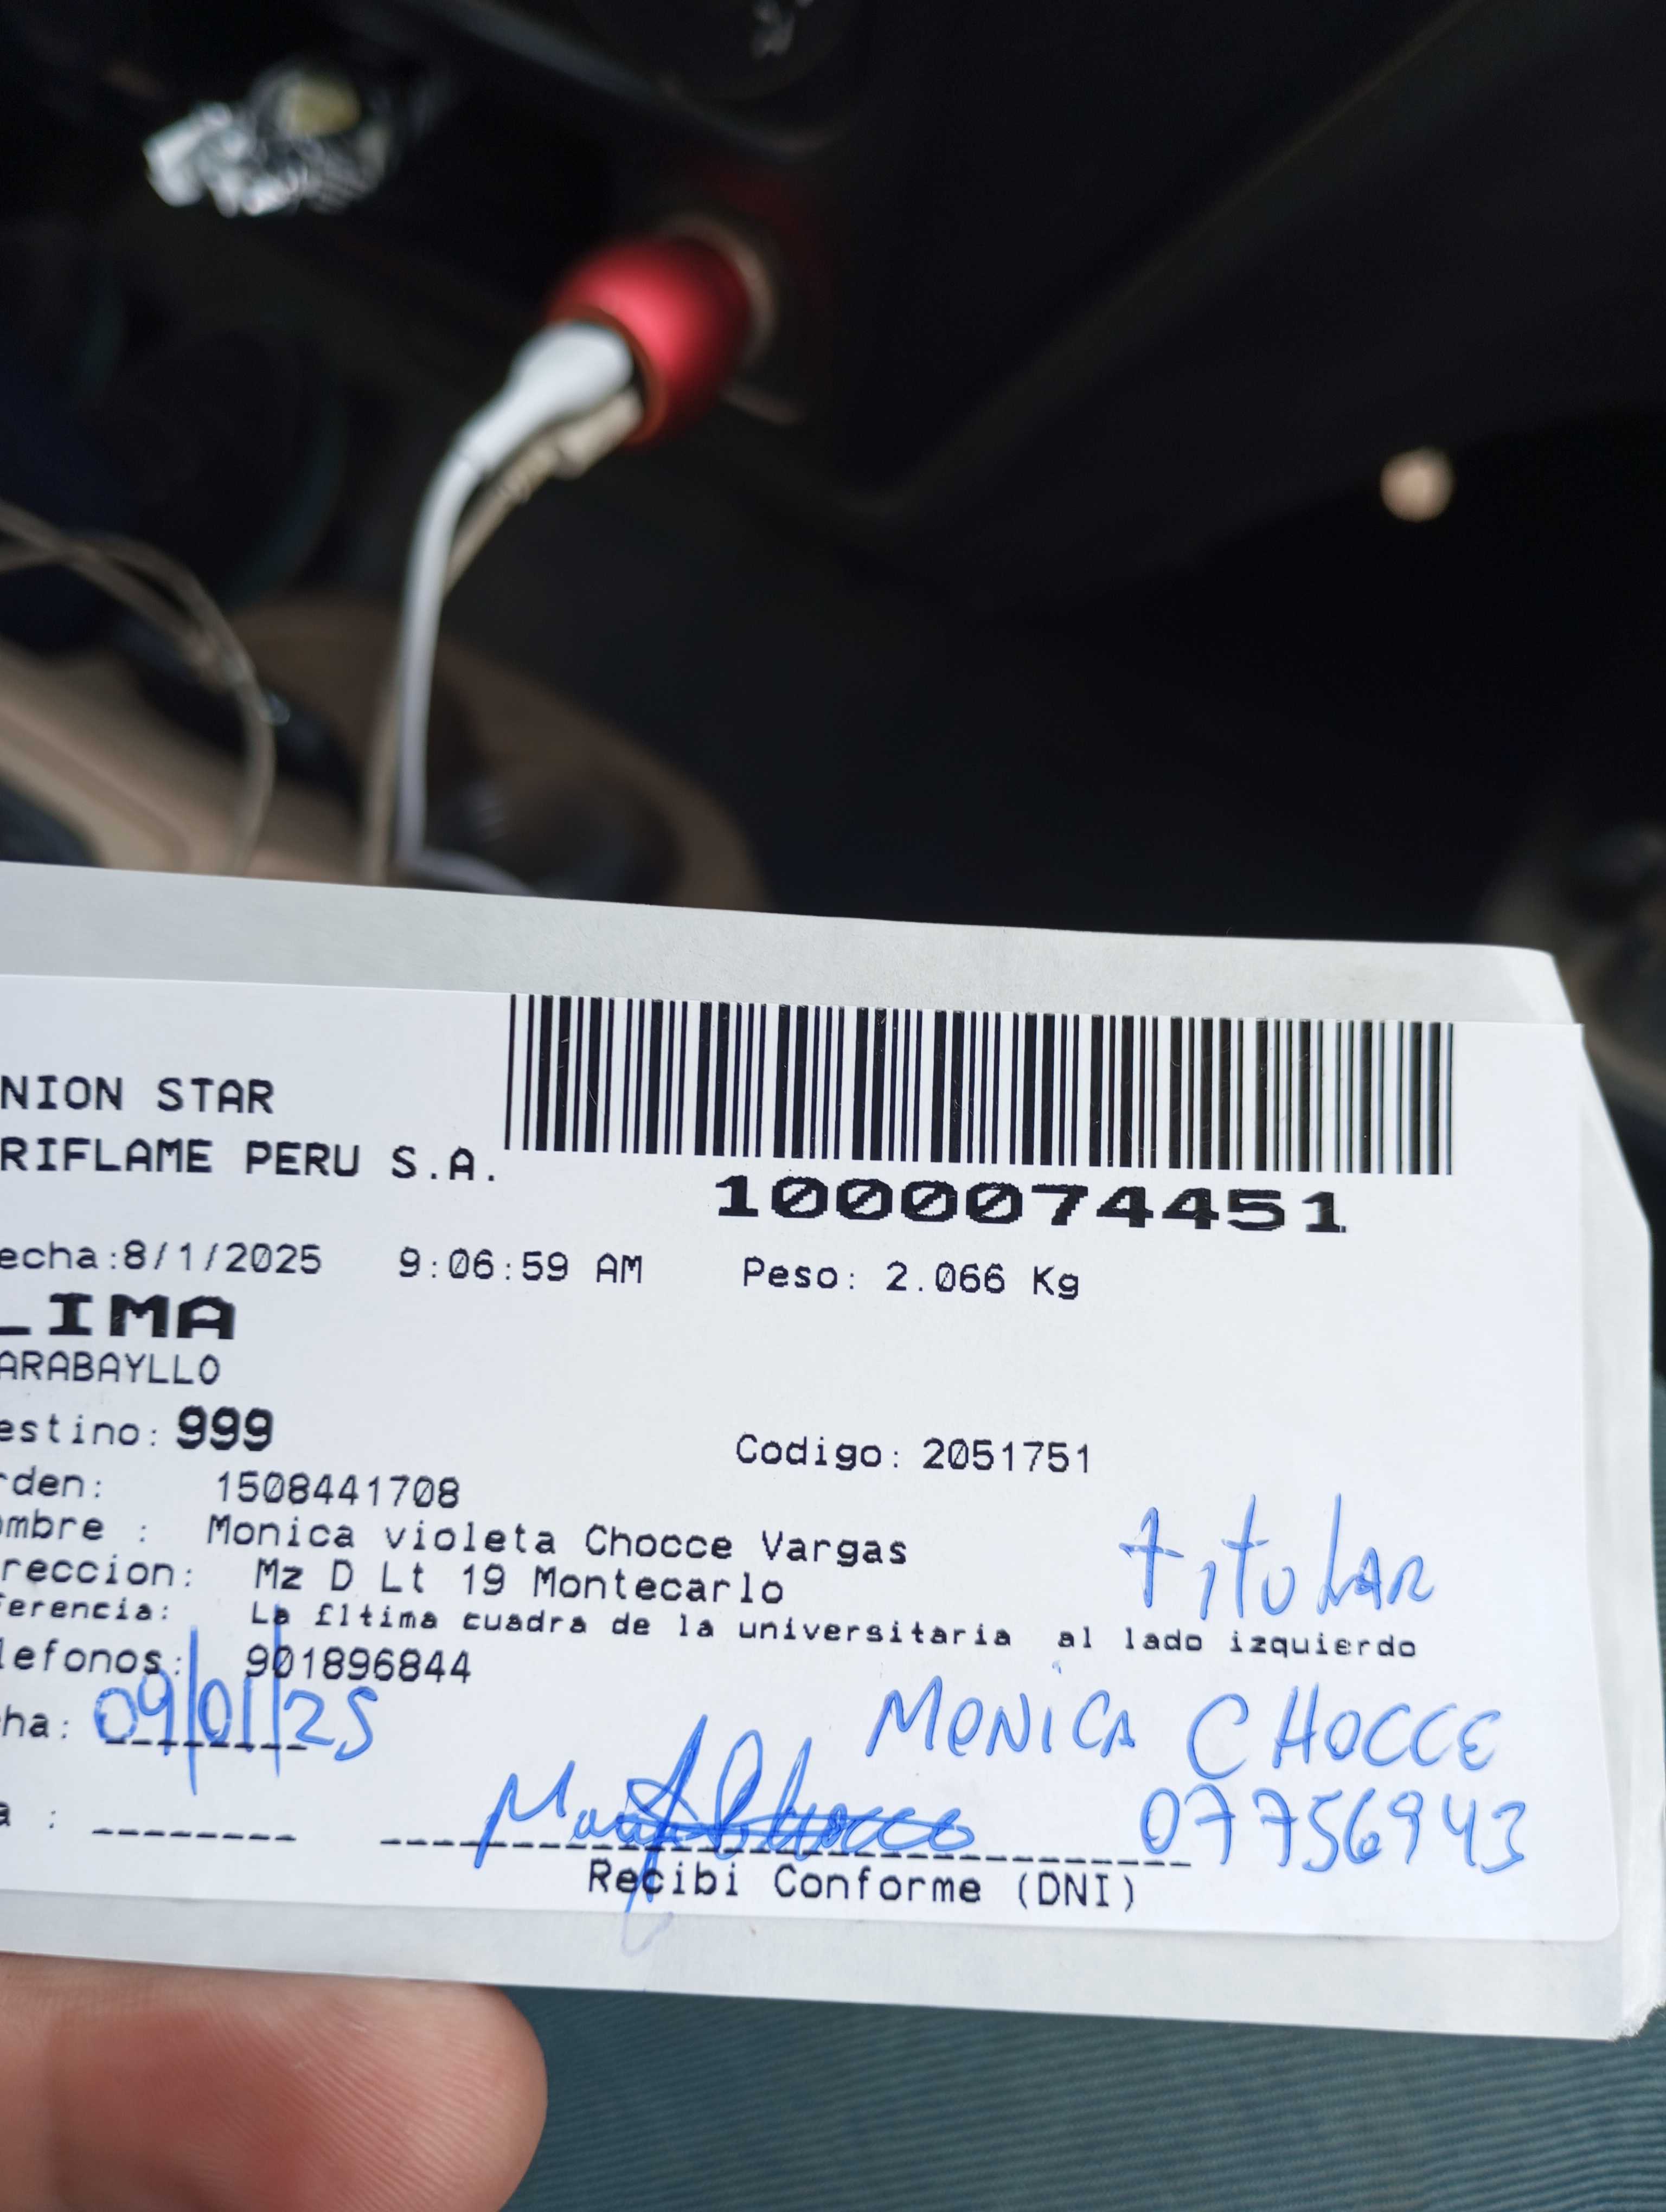 NION STAR
RIFLAME PERU S.A.
1000074451
echa:8/1/2025 9:06:59 AM Peso: 2.066 Kg
LIMA
ARABAYLLO
estino: 999 Codigo: 2051751
rden: 1508441708
ombre : Monica violeta Chocce Vargas
titular
reccion: Mz D Lt 19 Montecarlo
ferencia: La £ltima cuadra de la universitaria al lado izquierdo
lefonos: 901896844
ha: 09/01/25 MONICA CHOCCE
a : 07756943
Recibi Conforme (DNI)